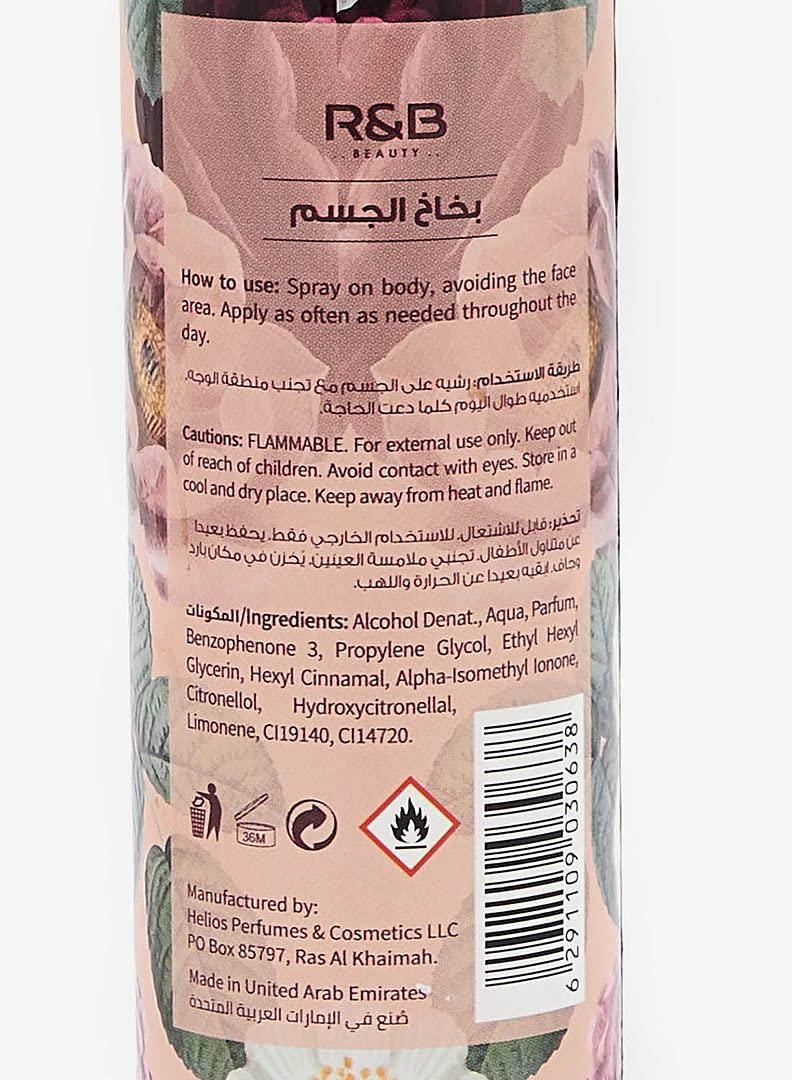 R&B
.. BEAUTY ..
بخاخ الجسم
How to use: Spray on body, avoiding the face
area. Apply as often as needed throughout the
day.
طريقة الاستخدام: رشيه على الجسم مع تجنب منطقة الوجه.
استخدميه طوال اليوم كلما دعت الحاجة.
Cautions: FLAMMABLE. For external use only. Keep out
of reach of children. Avoid contact with eyes. Store in a
cool and dry place. Keep away from heat and flame.
تحذير: قابل للاشتعال. للاستخدام الخارجي فقط. يحفظ بعيدا
عن متناول الأطفال. تجنبي ملامسة العينين. يُخزن في مكان بارد
وجاف. ابقيه بعيدا عن الحرارة واللهب.
المكونات/Ingredients: Alcohol Denat., Aqua, Parfum,
Benzophenone 3, Propylene Glycol, Ethyl Hexyl
Glycerin, Hexyl Cinnamal, Alpha-Isomethyl Ionone,
Citronellol, Hydroxycitronellal,
Limonene, CI19140, CI14720.
36M
6 291109 030638
Manufactured by:
Helios Perfumes & Cosmetics LLC
PO Box 85797, Ras Al Khaimah.
Made in United Arab Emirates
صُنع في الإمارات العربية المتحدة